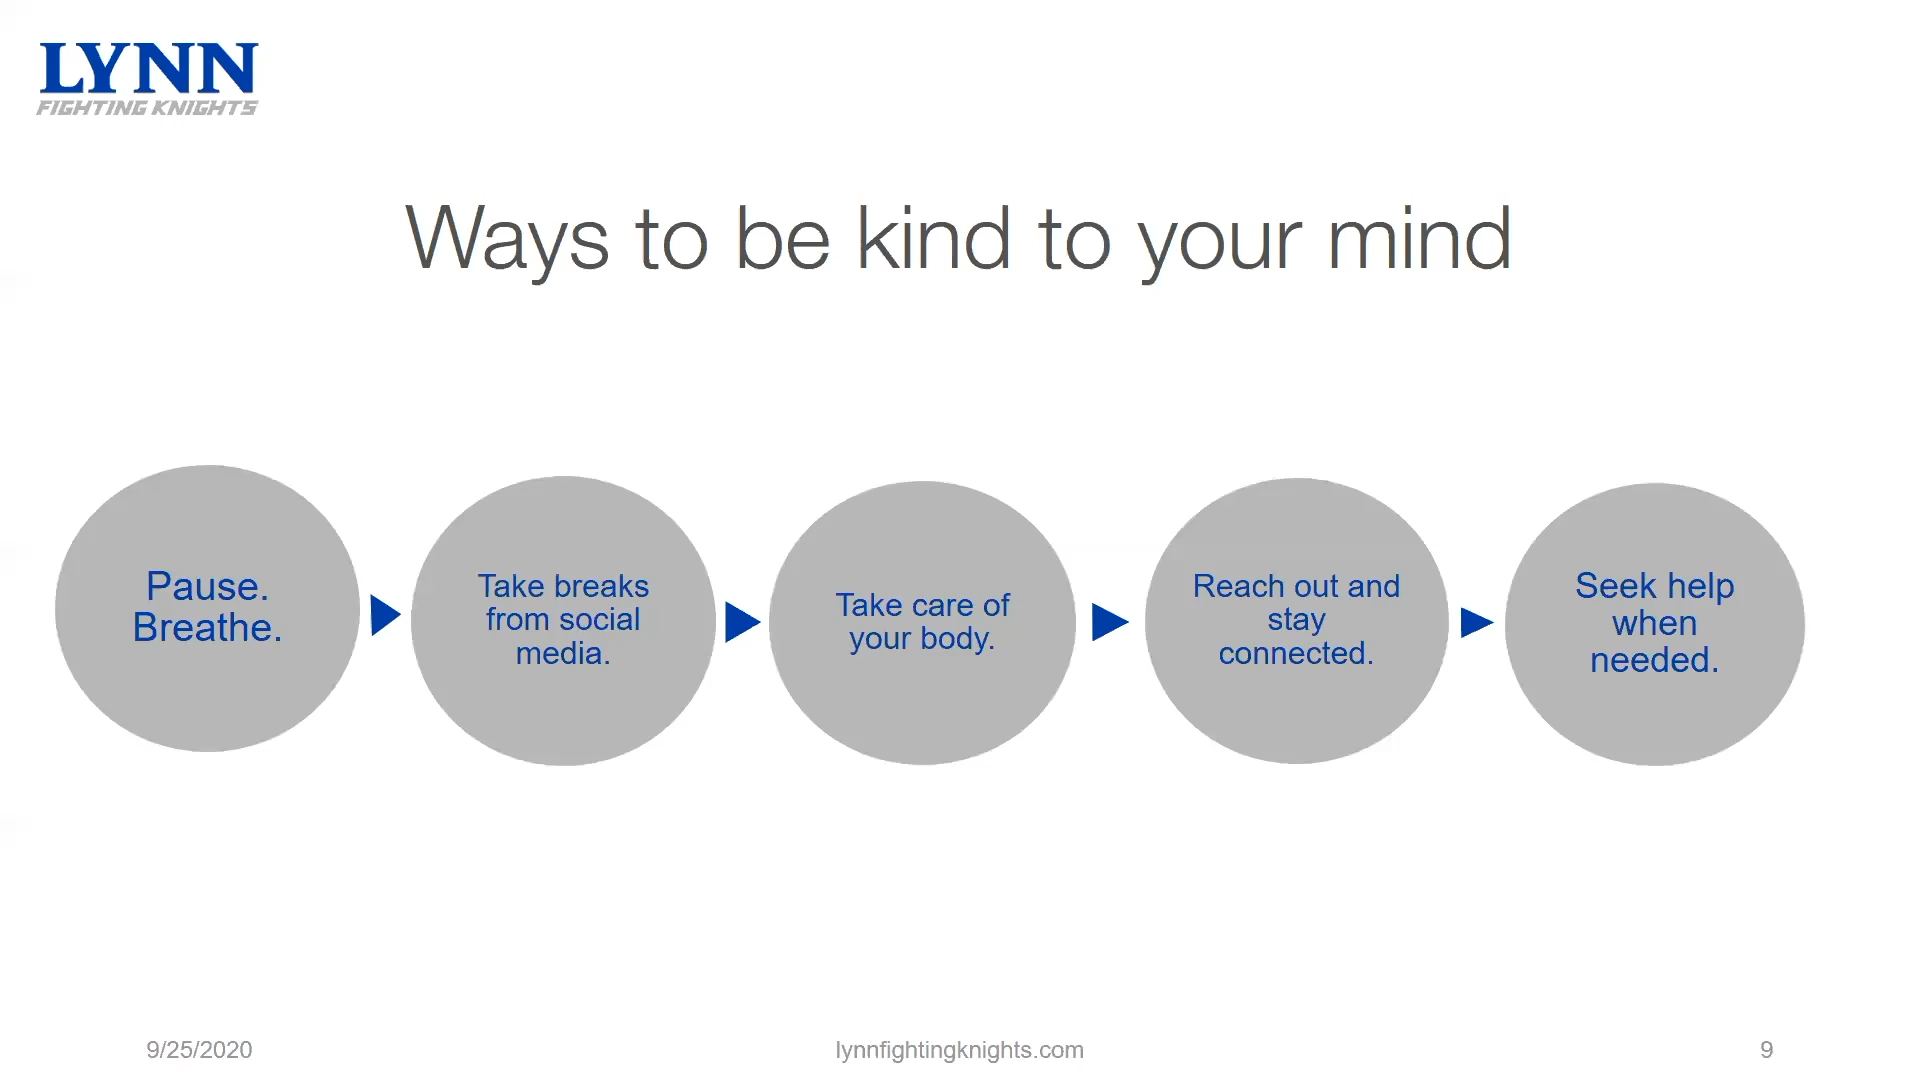 LYNN
FIGHTING KNIGHTS
Ways to be kind to your mind
Pause.
Breathe.
Take breaks
from social
media.
Take care of
your body.
Reach out and
stay
connected.
Seek help
when
needed.
9/25/2020
lynnfightingknights.com
9